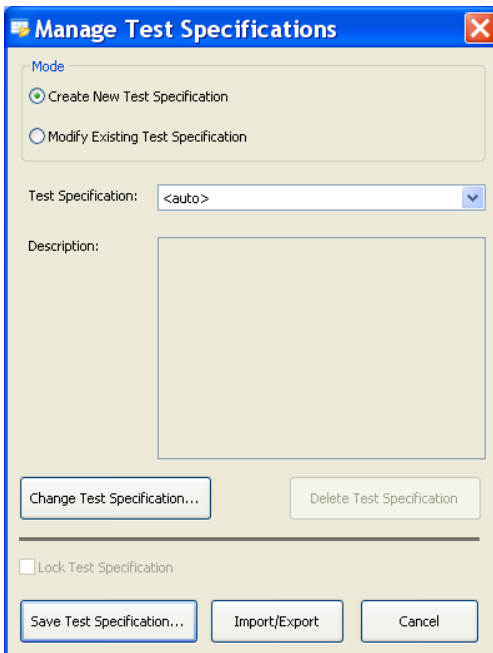 Manage Test Specifications
Mode
Create New Test Specification
Modify Existing Test Specification
Test Specification: <auto>
Description:
Change Test Specification... Delete Test Specification
Lock Test Specification
Save Test Specification... Import/Export Cancel